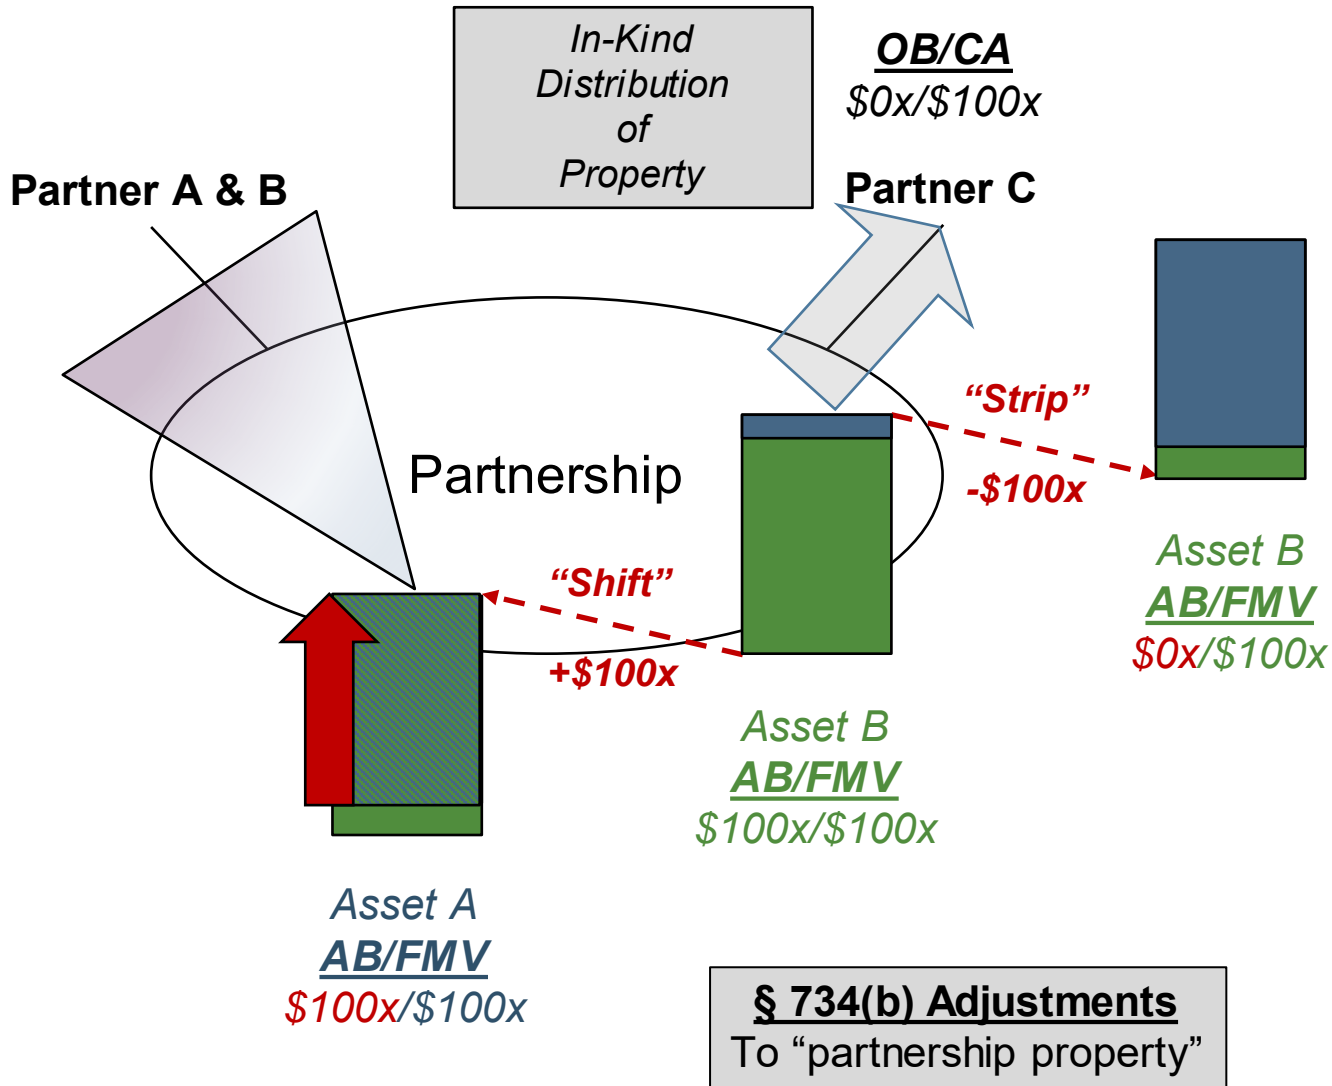 In-Kind
Distribution
of
Property
OB/CA
$0x/$100x
Partner A & B
Partner C
“Strip”
-$100x
Partnership
“Shift”
+$100x
Asset B
AB/FMV
$0x/$100x
Asset B
AB/FMV
$100x/$100x
Asset A
AB/FMV
$100x/$100x
§ 734(b) Adjustments
To “partnership property”